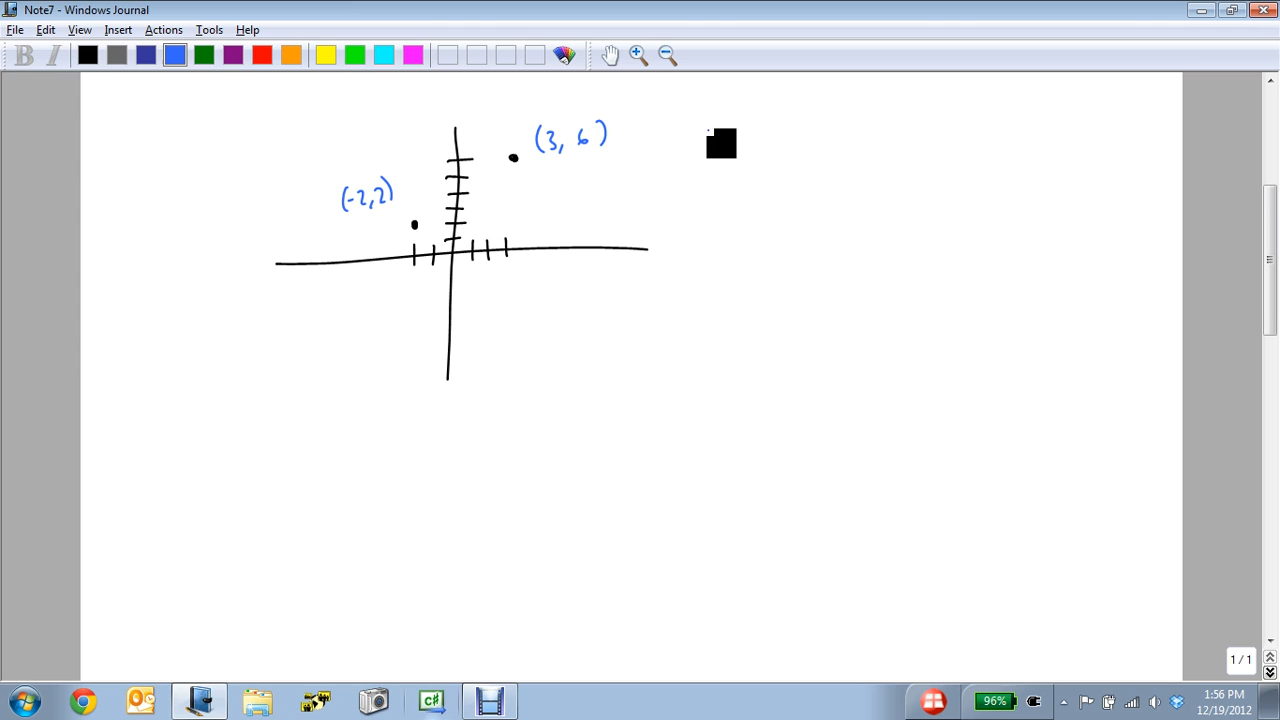 Note7 - Windows Journal
File Edit View Insert Actions Tools Help
B I
(3, 6)
(-2,2)
1 / 1
C#
96%
1:56 PM
12/19/2012